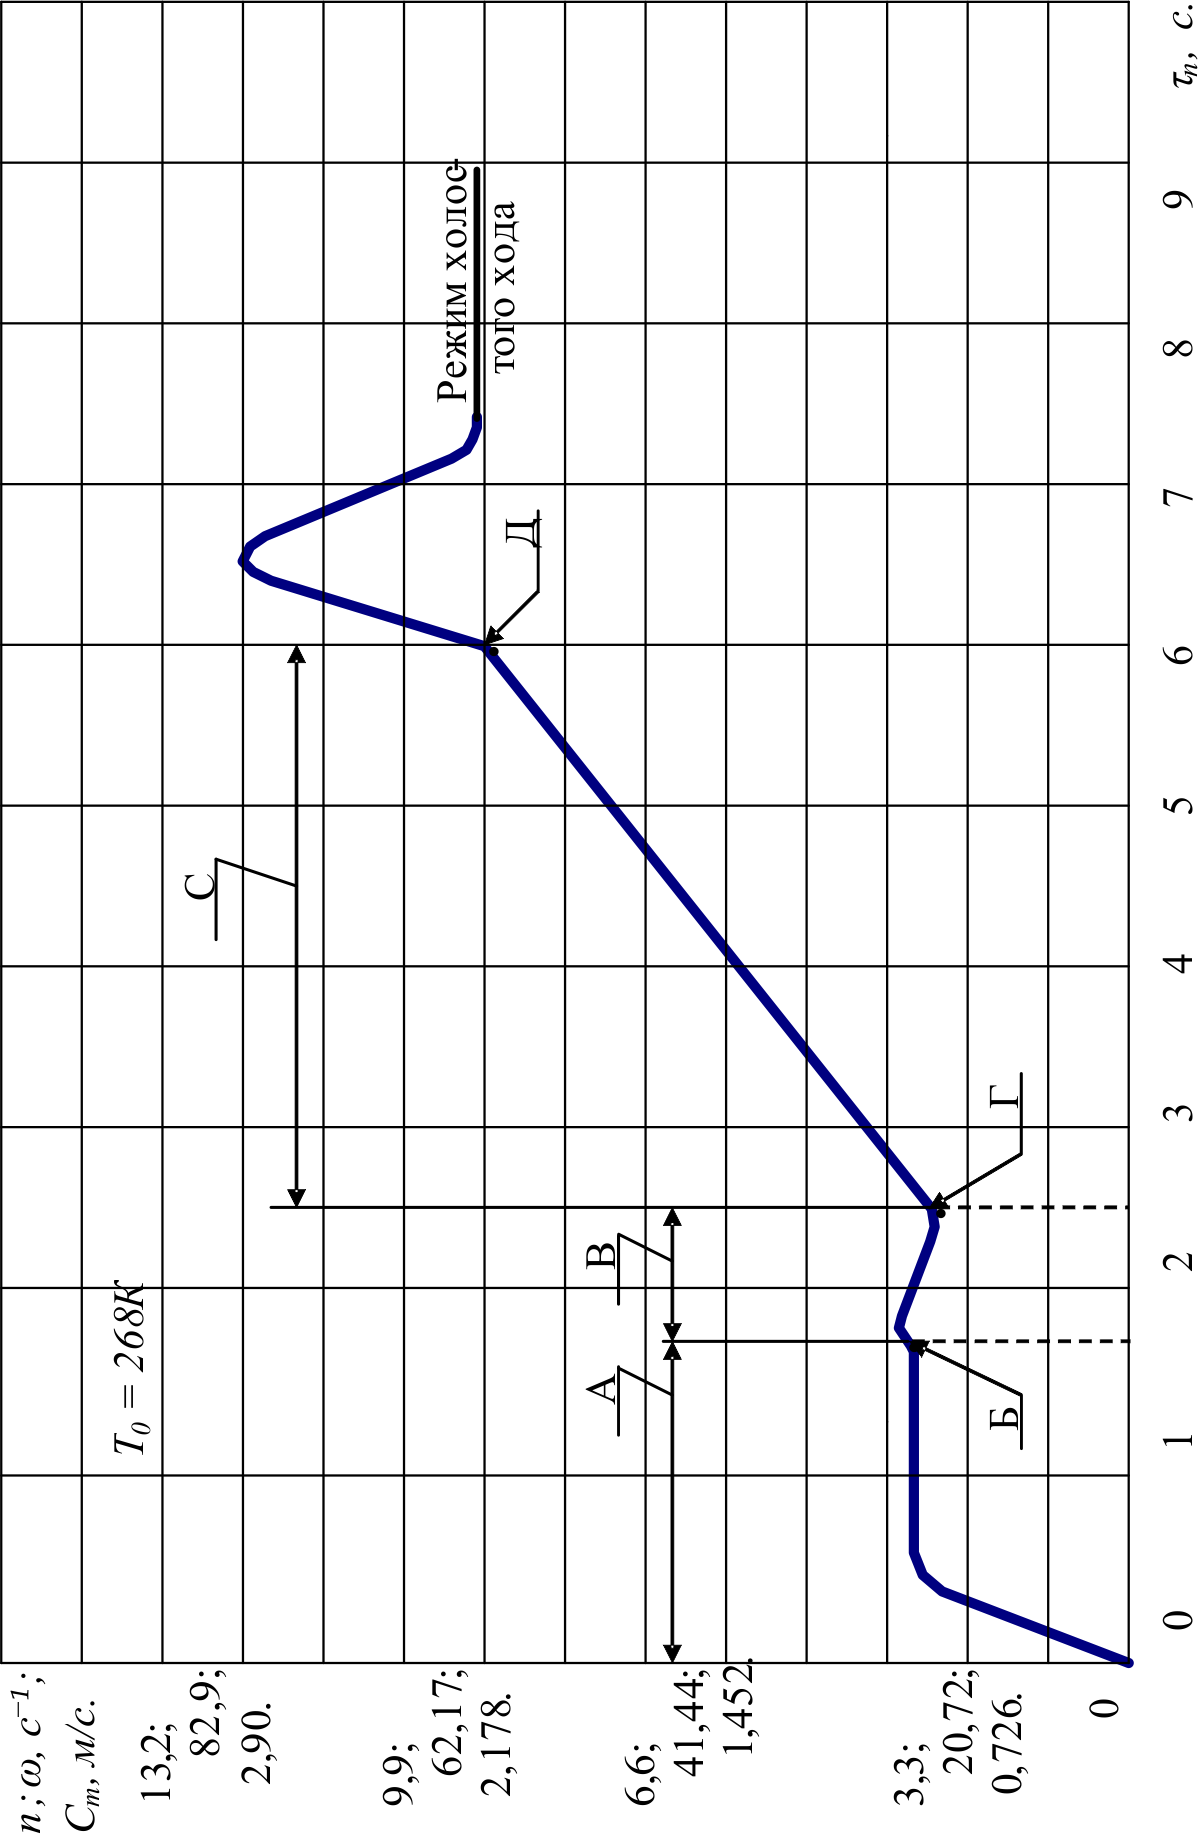 n; ω, с⁻¹;
Cₘ, м/с.
13,2;
82,9;
2,90.
9,9;
62,17;
2,178.
6,6;
41,44;
1,452.
3,3;
20,72;
0,726.
0
T₀ = 268К
С
А
В
Б
Г
Д
Режим холос-
того хода
0 1 2 3 4 5 6 7 8 9 τₙ, с.